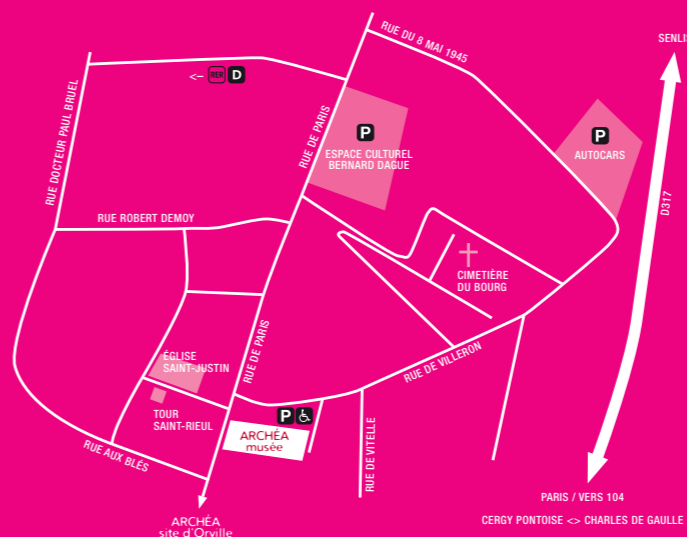 RUE DU 8 MAI 1945
SENLIS
<– RER D
RUE DOCTEUR PAUL BRUEL
RUE DE PARIS
P
ESPACE CULTUREL
BERNARD DAGUE
P
AUTOCARS
D317
RUE ROBERT DEMOY
CIMETIÈRE
DU BOURG
ÉGLISE
SAINT-JUSTIN
RUE DE PARIS
RUE DE VILLERON
TOUR
SAINT-RIEUL
P
ARCHÉA
musée
RUE AUX BLÉS
RUE DE VITELLE
PARIS / VERS 104
CERGY PONTOISE <> CHARLES DE GAULLE
ARCHÉA
site d'Orville